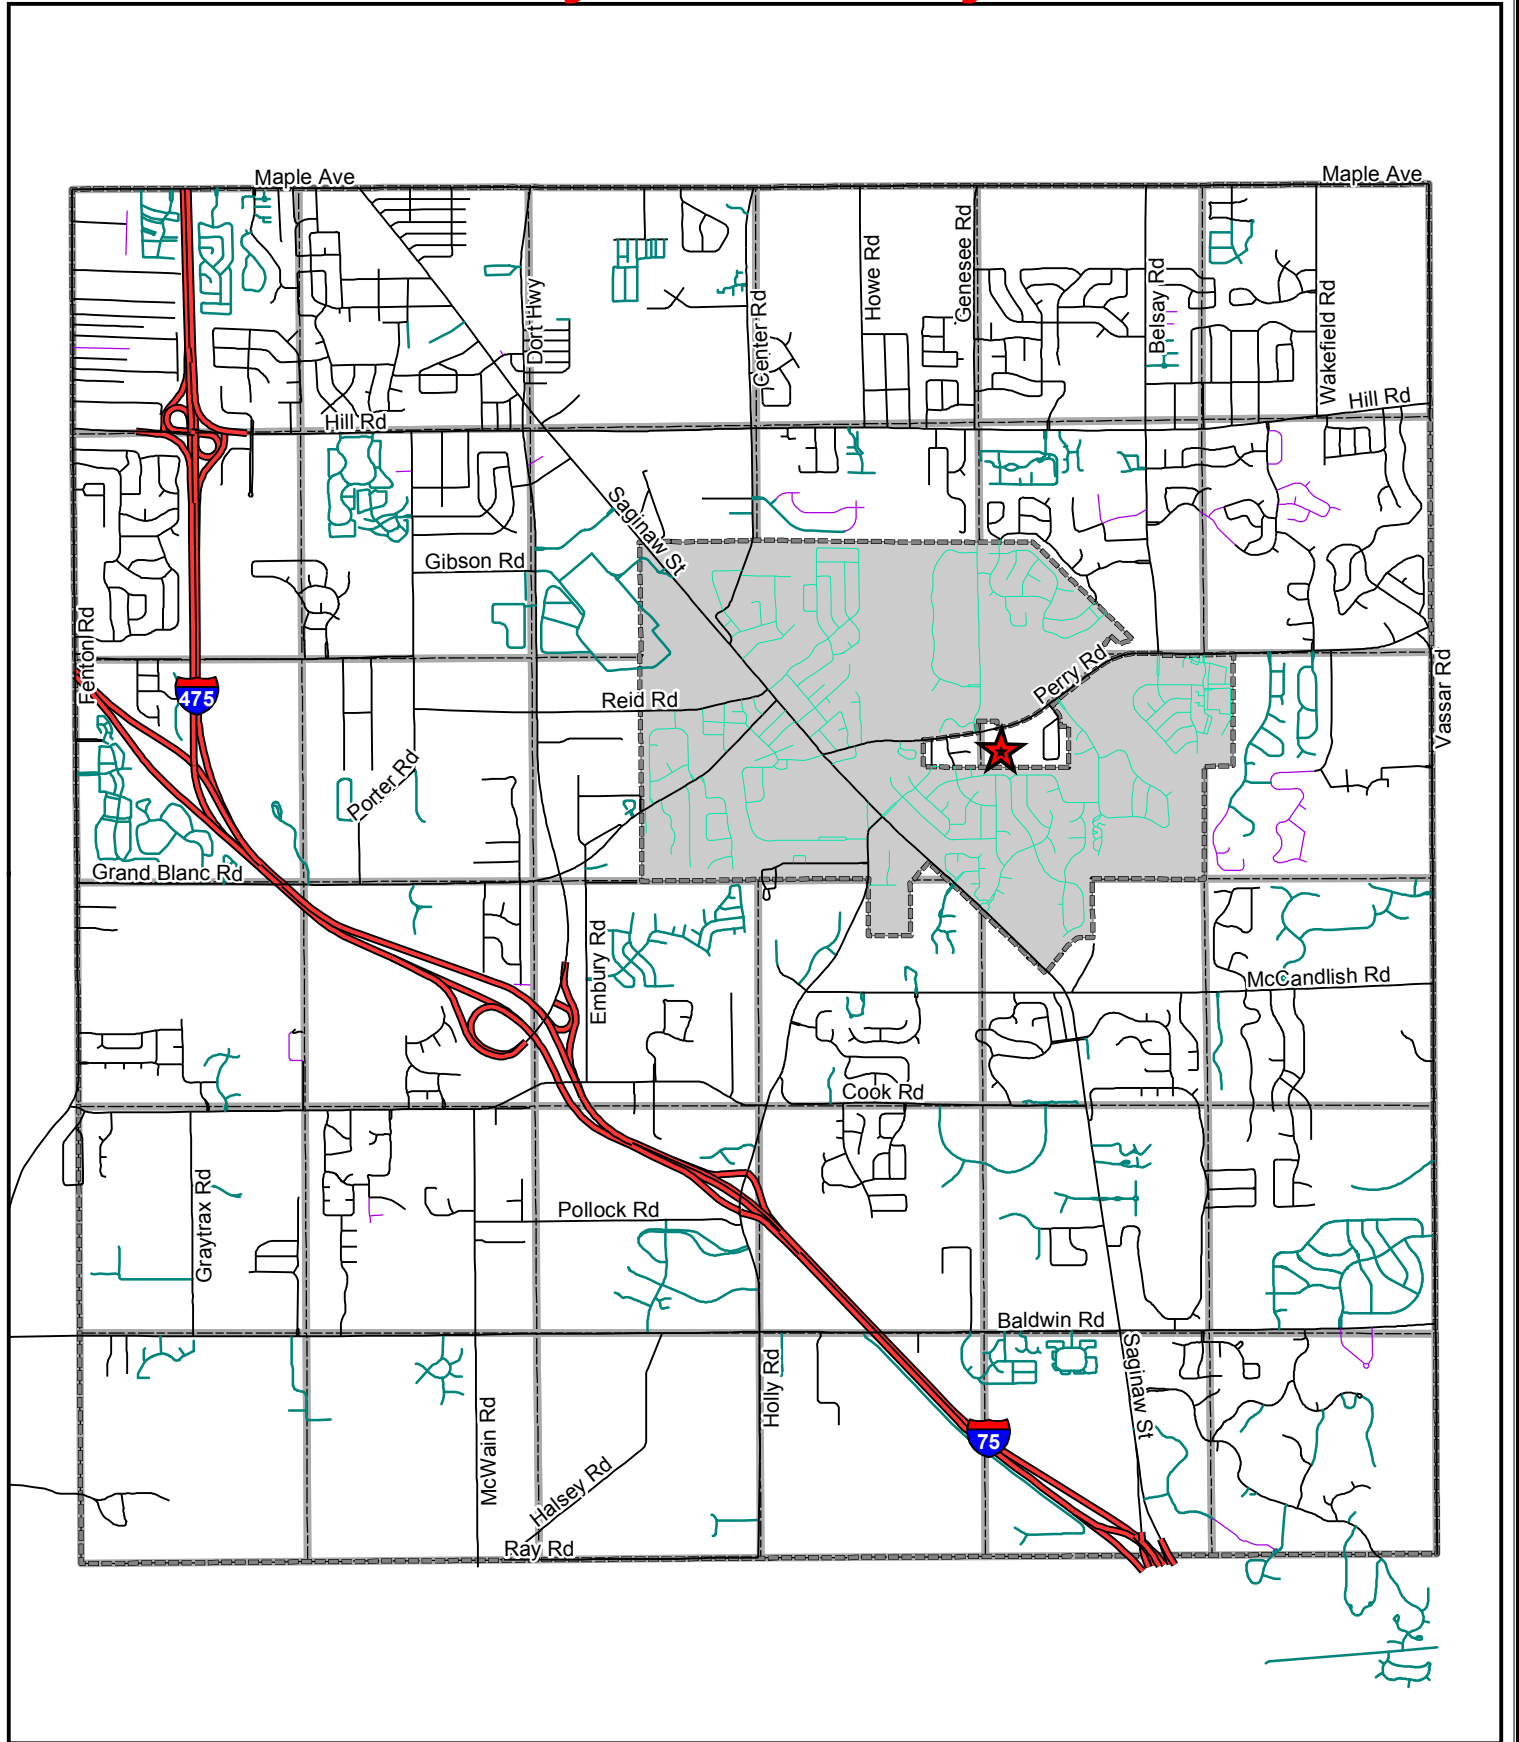 Maple Ave
Maple Ave
Howe Rd
Genesee Rd
Belsay Rd
Wakefield Rd
Dort Hwy
Center Rd
Hill Rd
Hill Rd
Saginaw St
Gibson Rd
Fenton Rd
475
Reid Rd
Perry Rd
Vassar Rd
Porter Rd
Grand Blanc Rd
Embury Rd
McCandlish Rd
Cook Rd
Graytrax Rd
Pollock Rd
Baldwin Rd
Holly Rd
Saginaw St
McWain Rd
75
Halsey Rd
Ray Rd